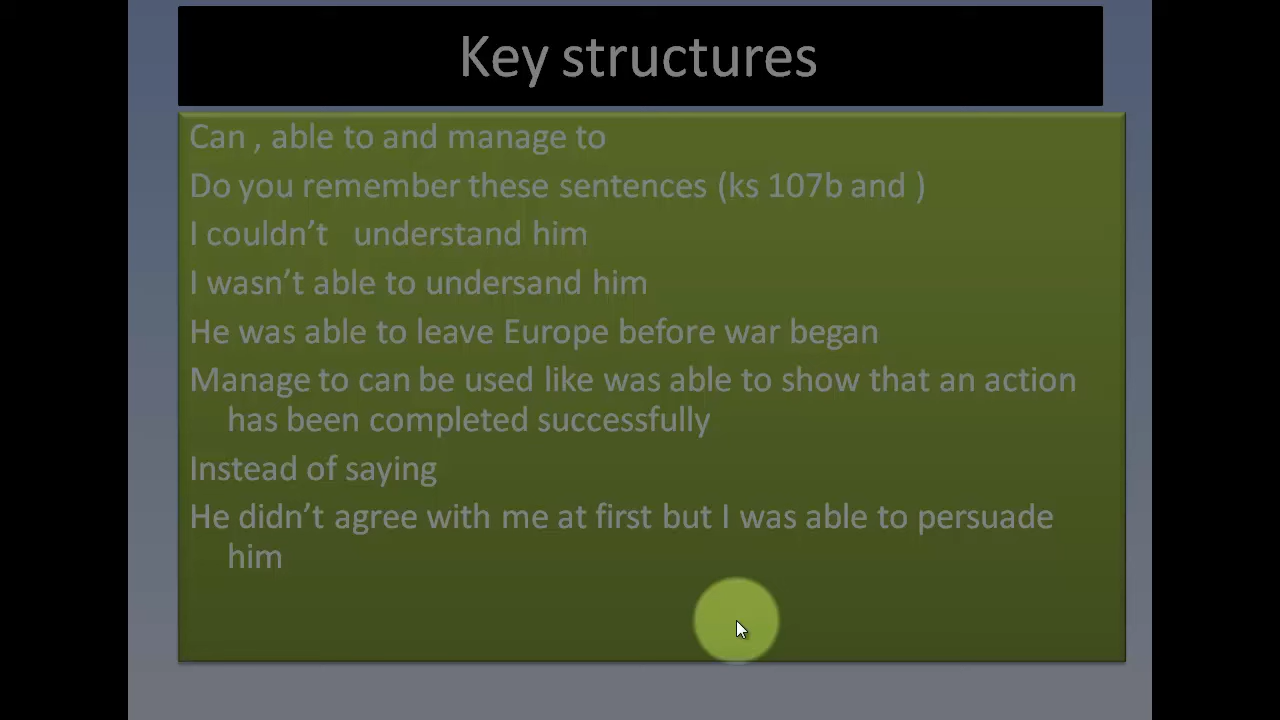 Key structures
Can , able to and manage to
Do you remember these sentences (ks 107b and )
I couldn’t understand him
I wasn’t able to undersand him
He was able to leave Europe before war began
Manage to can be used like was able to show that an action
has been completed successfully
Instead of saying
He didn’t agree with me at first but I was able to persuade
him